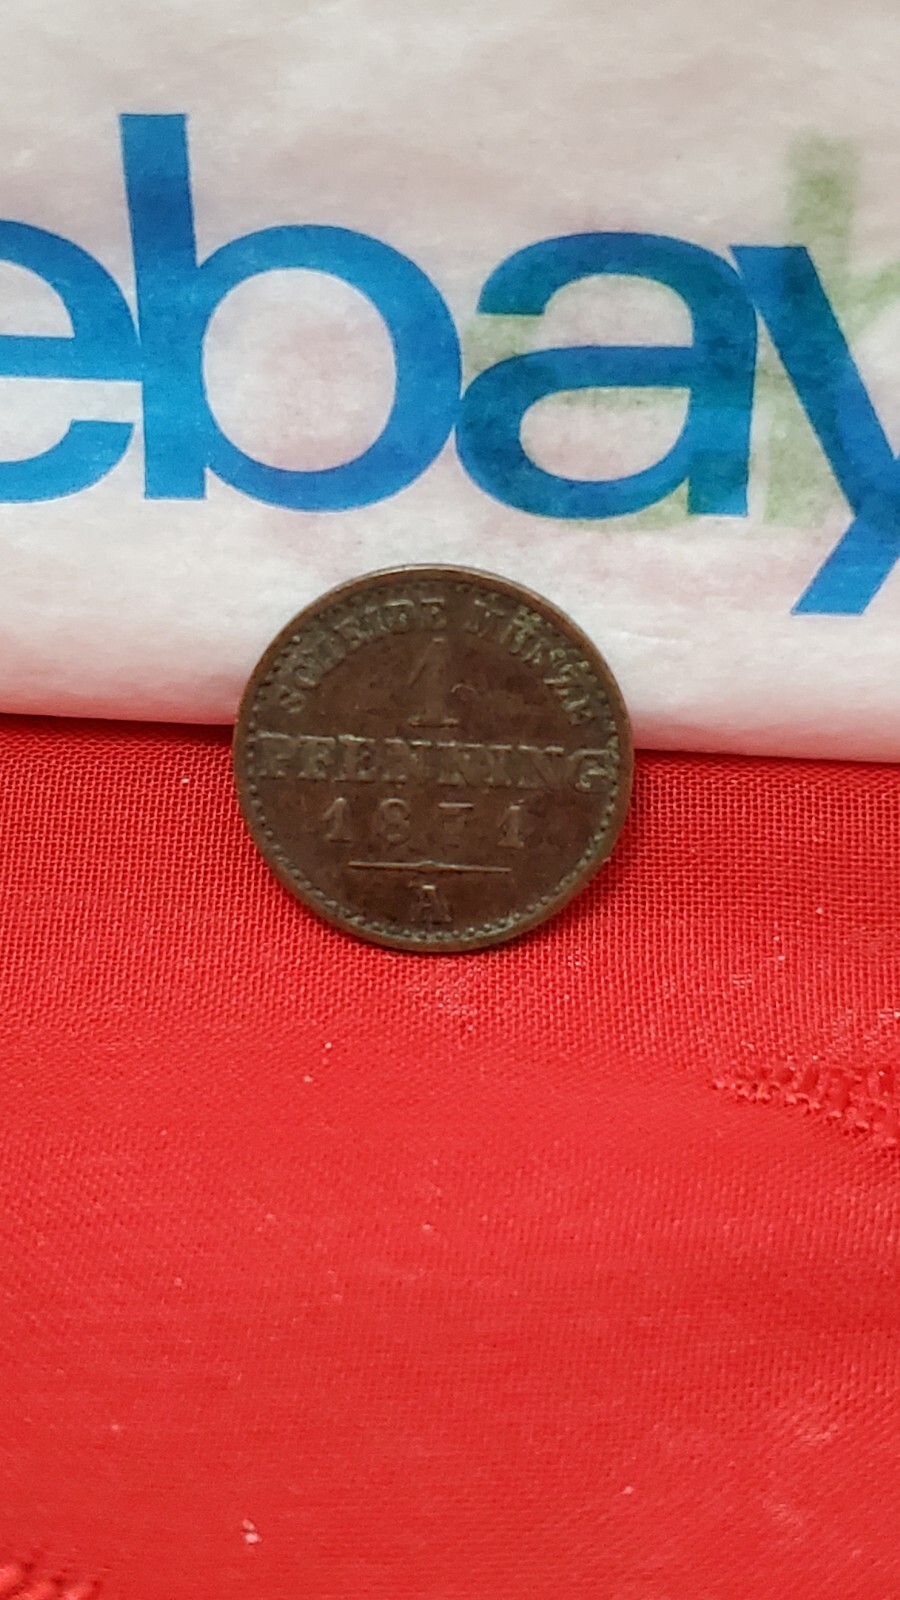 ebay
SCHEIDE MÜNZE
1
PFENNING
1871
A